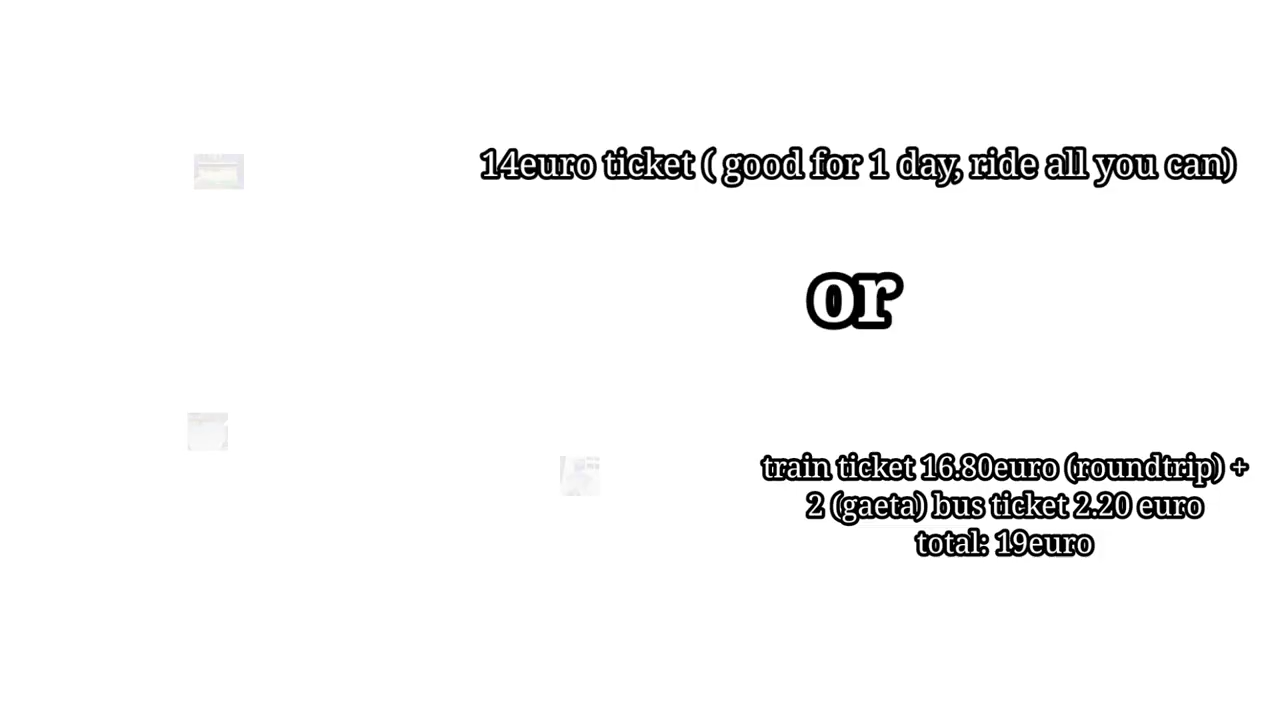 14euro ticket ( good for 1 day, ride all you can)
or
train ticket 16.80euro (roundtrip) +
2 (gaeta) bus ticket 2.20 euro
total: 19euro